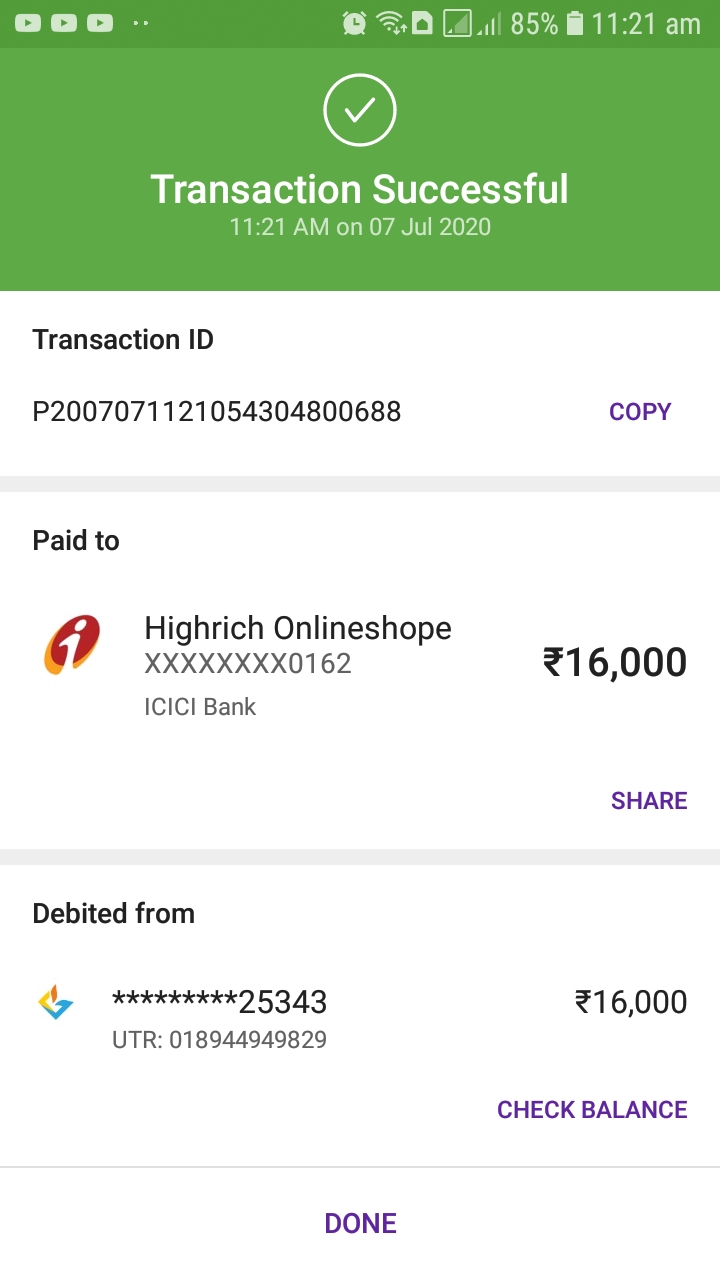 85% 11:21 am
Transaction Successful
11:21 AM on 07 Jul 2020
Transaction ID
P2007071121054304800688 COPY
Paid to
Highrich Onlineshope
XXXXXXXX0162 ₹16,000
ICICI Bank
SHARE
Debited from
*********25343 ₹16,000
UTR: 018944949829
CHECK BALANCE
DONE